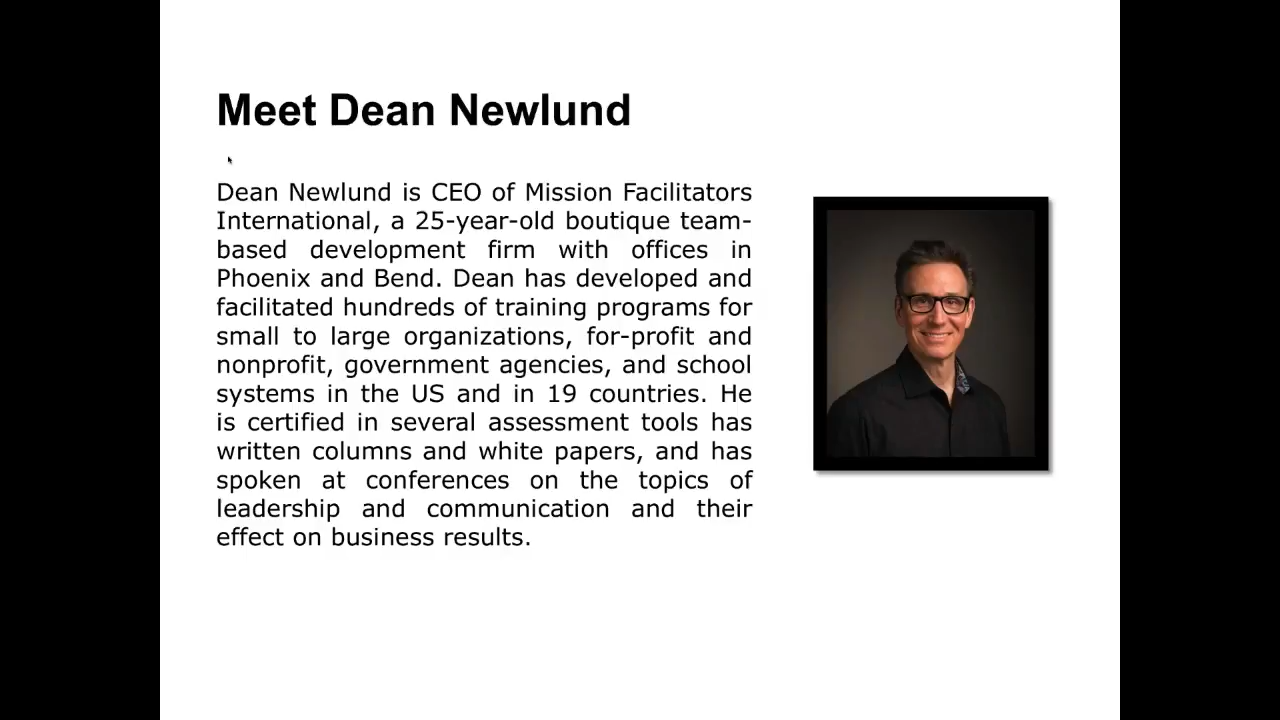 Meet Dean Newlund
Dean Newlund is CEO of Mission Facilitators
International, a 25-year-old boutique team-
based development firm with offices in
Phoenix and Bend. Dean has developed and
facilitated hundreds of training programs for
small to large organizations, for-profit and
nonprofit, government agencies, and school
systems in the US and in 19 countries. He
is certified in several assessment tools has
written columns and white papers, and has
spoken at conferences on the topics of
leadership and communication and their
effect on business results.